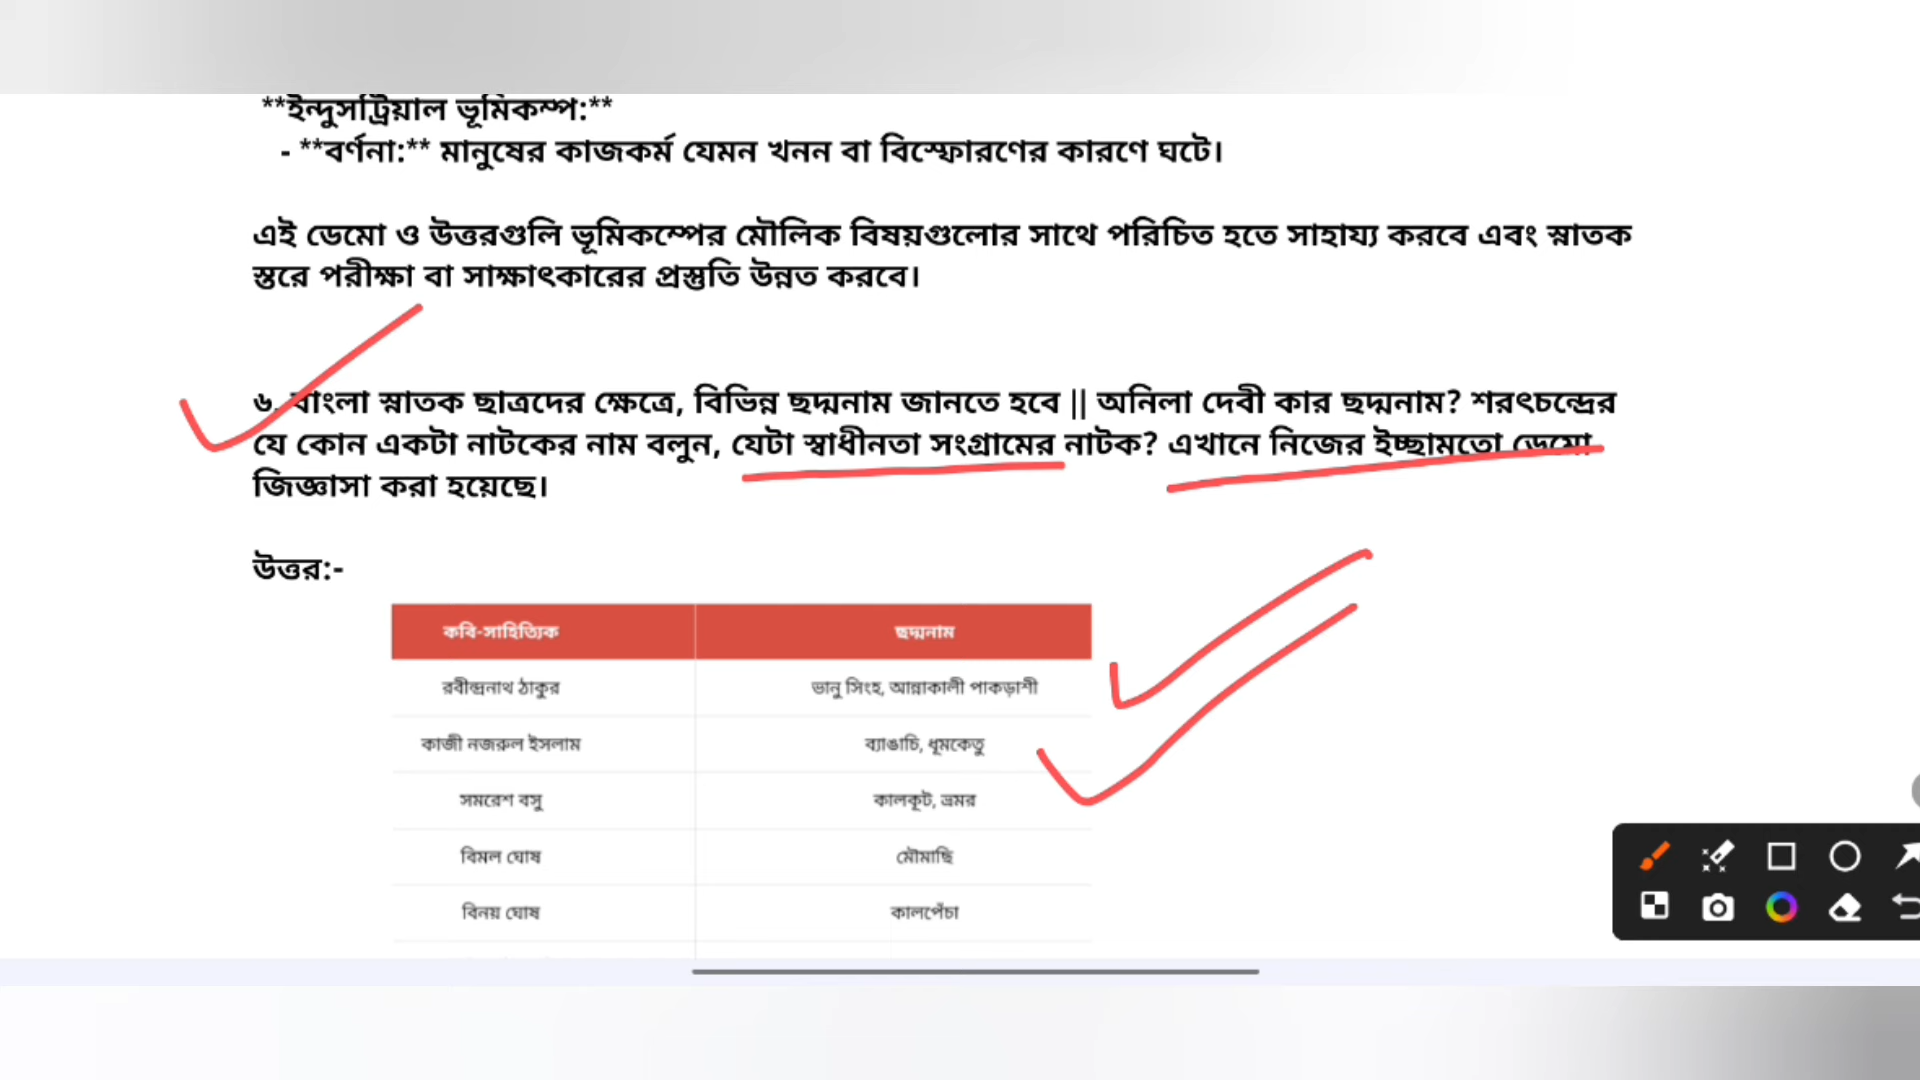 **ইন্দুসট্রিয়াল ভূমিকম্প:**
- **বর্ণনা:** মানুষের কাজকর্ম যেমন খনন বা বিস্ফোরণের কারণে ঘটে।
এই ডেমো ও উত্তরগুলি ভূমিকম্পের মৌলিক বিষয়গুলোর সাথে পরিচিত হতে সাহায্য করবে এবং স্নাতক
স্তরে পরীক্ষা বা সাক্ষাৎকারের প্রস্তুতি উন্নত করবে।
৬. বাংলা স্নাতক ছাত্রদের ক্ষেত্রে, বিভিন্ন ছদ্মনাম জানতে হবে || অনিলা দেবী কার ছদ্মনাম? শরৎচন্দ্রের
যে কোন একটা নাটকের নাম বলুন, যেটা স্বাধীনতা সংগ্রামের নাটক? এখানে নিজের ইচ্ছামতো ডেমো
জিজ্ঞাসা করা হয়েছে।
উত্তর:-
কবি-সাহিত্যিক ছদ্মনাম
রবীন্দ্রনাথ ঠাকুর ভানু সিংহ, আন্নাকালী পাকড়াশী
কাজী নজরুল ইসলাম ব্যাঙাচি, ধূমকেতু
সমরেশ বসু কালকূট, ভ্রমর
বিমল ঘোষ মৌমাছি
বিনয় ঘোষ কালপেঁচা